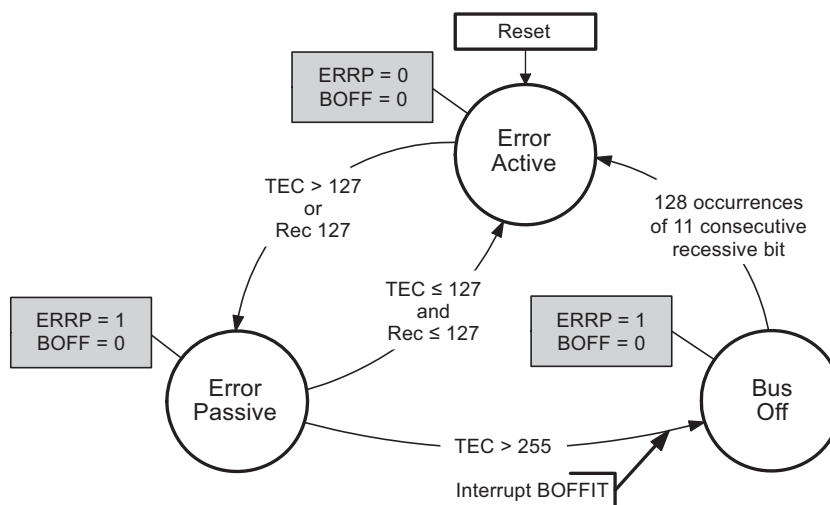 Reset
ERRP = 0
BOFF = 0
Error
Active
TEC > 127
or
Rec 127
128 occurrences
of 11 consecutive
recessive bit
TEC ≤ 127
and
Rec ≤ 127
ERRP = 1
BOFF = 0
ERRP = 1
BOFF = 0
Error
Passive
Bus
Off
TEC > 255
Interrupt BOFFIT